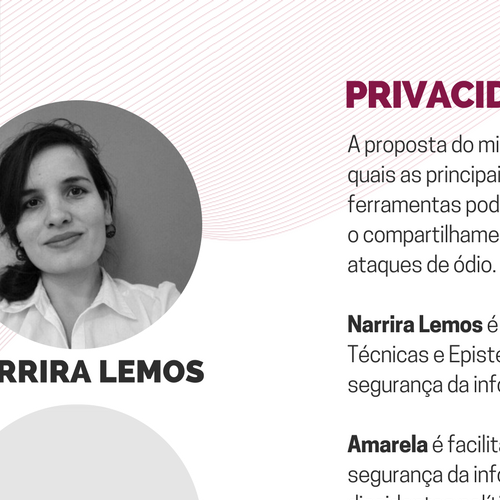 PRIVACID
A proposta do mi
quais as principai
ferramentas pod
o compartilhame
ataques de ódio.
RRIRA LEMOS
Narrira Lemos é
Técnicas e Episte
segurança da info
Amarela é facilit
segurança da info